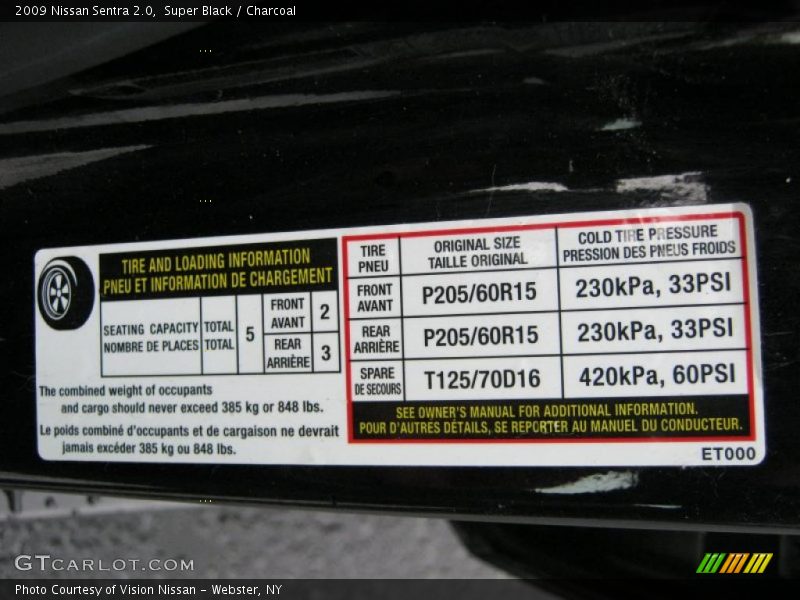 2009 Nissan Sentra 2.0, Super Black / Charcoal
TIRE AND LOADING INFORMATION
PNEU ET INFORMATION DE CHARGEMENT
SEATING CAPACITY
NOMBRE DE PLACES
TOTAL
TOTAL
5
FRONT
AVANT
2
REAR
ARRIÈRE
3
The combined weight of occupants
and cargo should never exceed 385 kg or 848 lbs.
Le poids combiné d'occupants et de cargaison ne devrait
jamais excéder 385 kg ou 848 lbs.
TIRE
PNEU
ORIGINAL SIZE
TAILLE ORIGINAL
COLD TIRE PRESSURE
PRESSION DES PNEUS FROIDS
FRONT
AVANT
P205/60R15
230kPa, 33PSI
REAR
ARRIÈRE
P205/60R15
230kPa, 33PSI
SPARE
DE SECOURS
T125/70D16
420kPa, 60PSI
SEE OWNER'S MANUAL FOR ADDITIONAL INFORMATION.
POUR D'AUTRES DÉTAILS, SE REPORTER AU MANUEL DU CONDUCTEUR.
ET000
GTCARLOT.COM
Photo Courtesy of Vision Nissan - Webster, NY